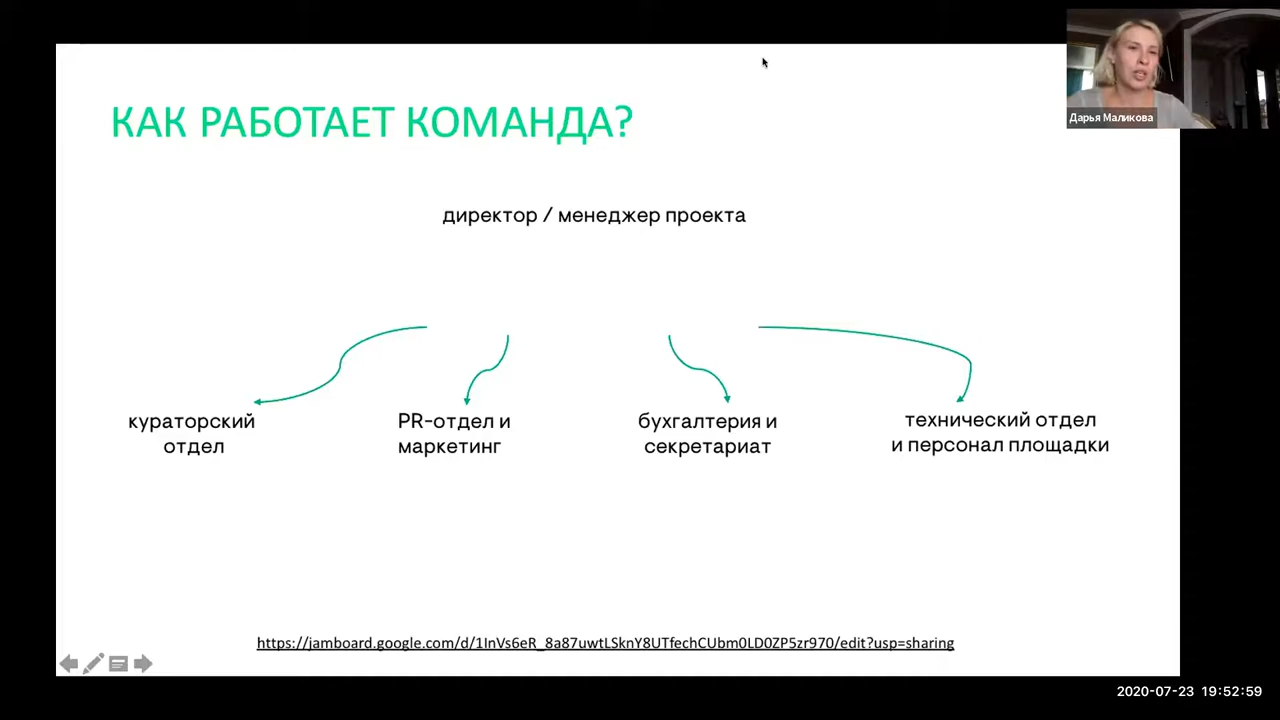 КАК РАБОТАЕТ КОМАНДА?
Дарья Маликова
директор / менеджер проекта
кураторский
отдел
PR-отдел и
маркетинг
бухгалтерия и
секретариат
технический отдел
и персонал площадки
https://jamboard.google.com/d/1InVs6eR_8a87uwtLSknY8UTfechCUbm0LD0ZP5zr970/edit?usp=sharing
2020-07-23 19:52:59